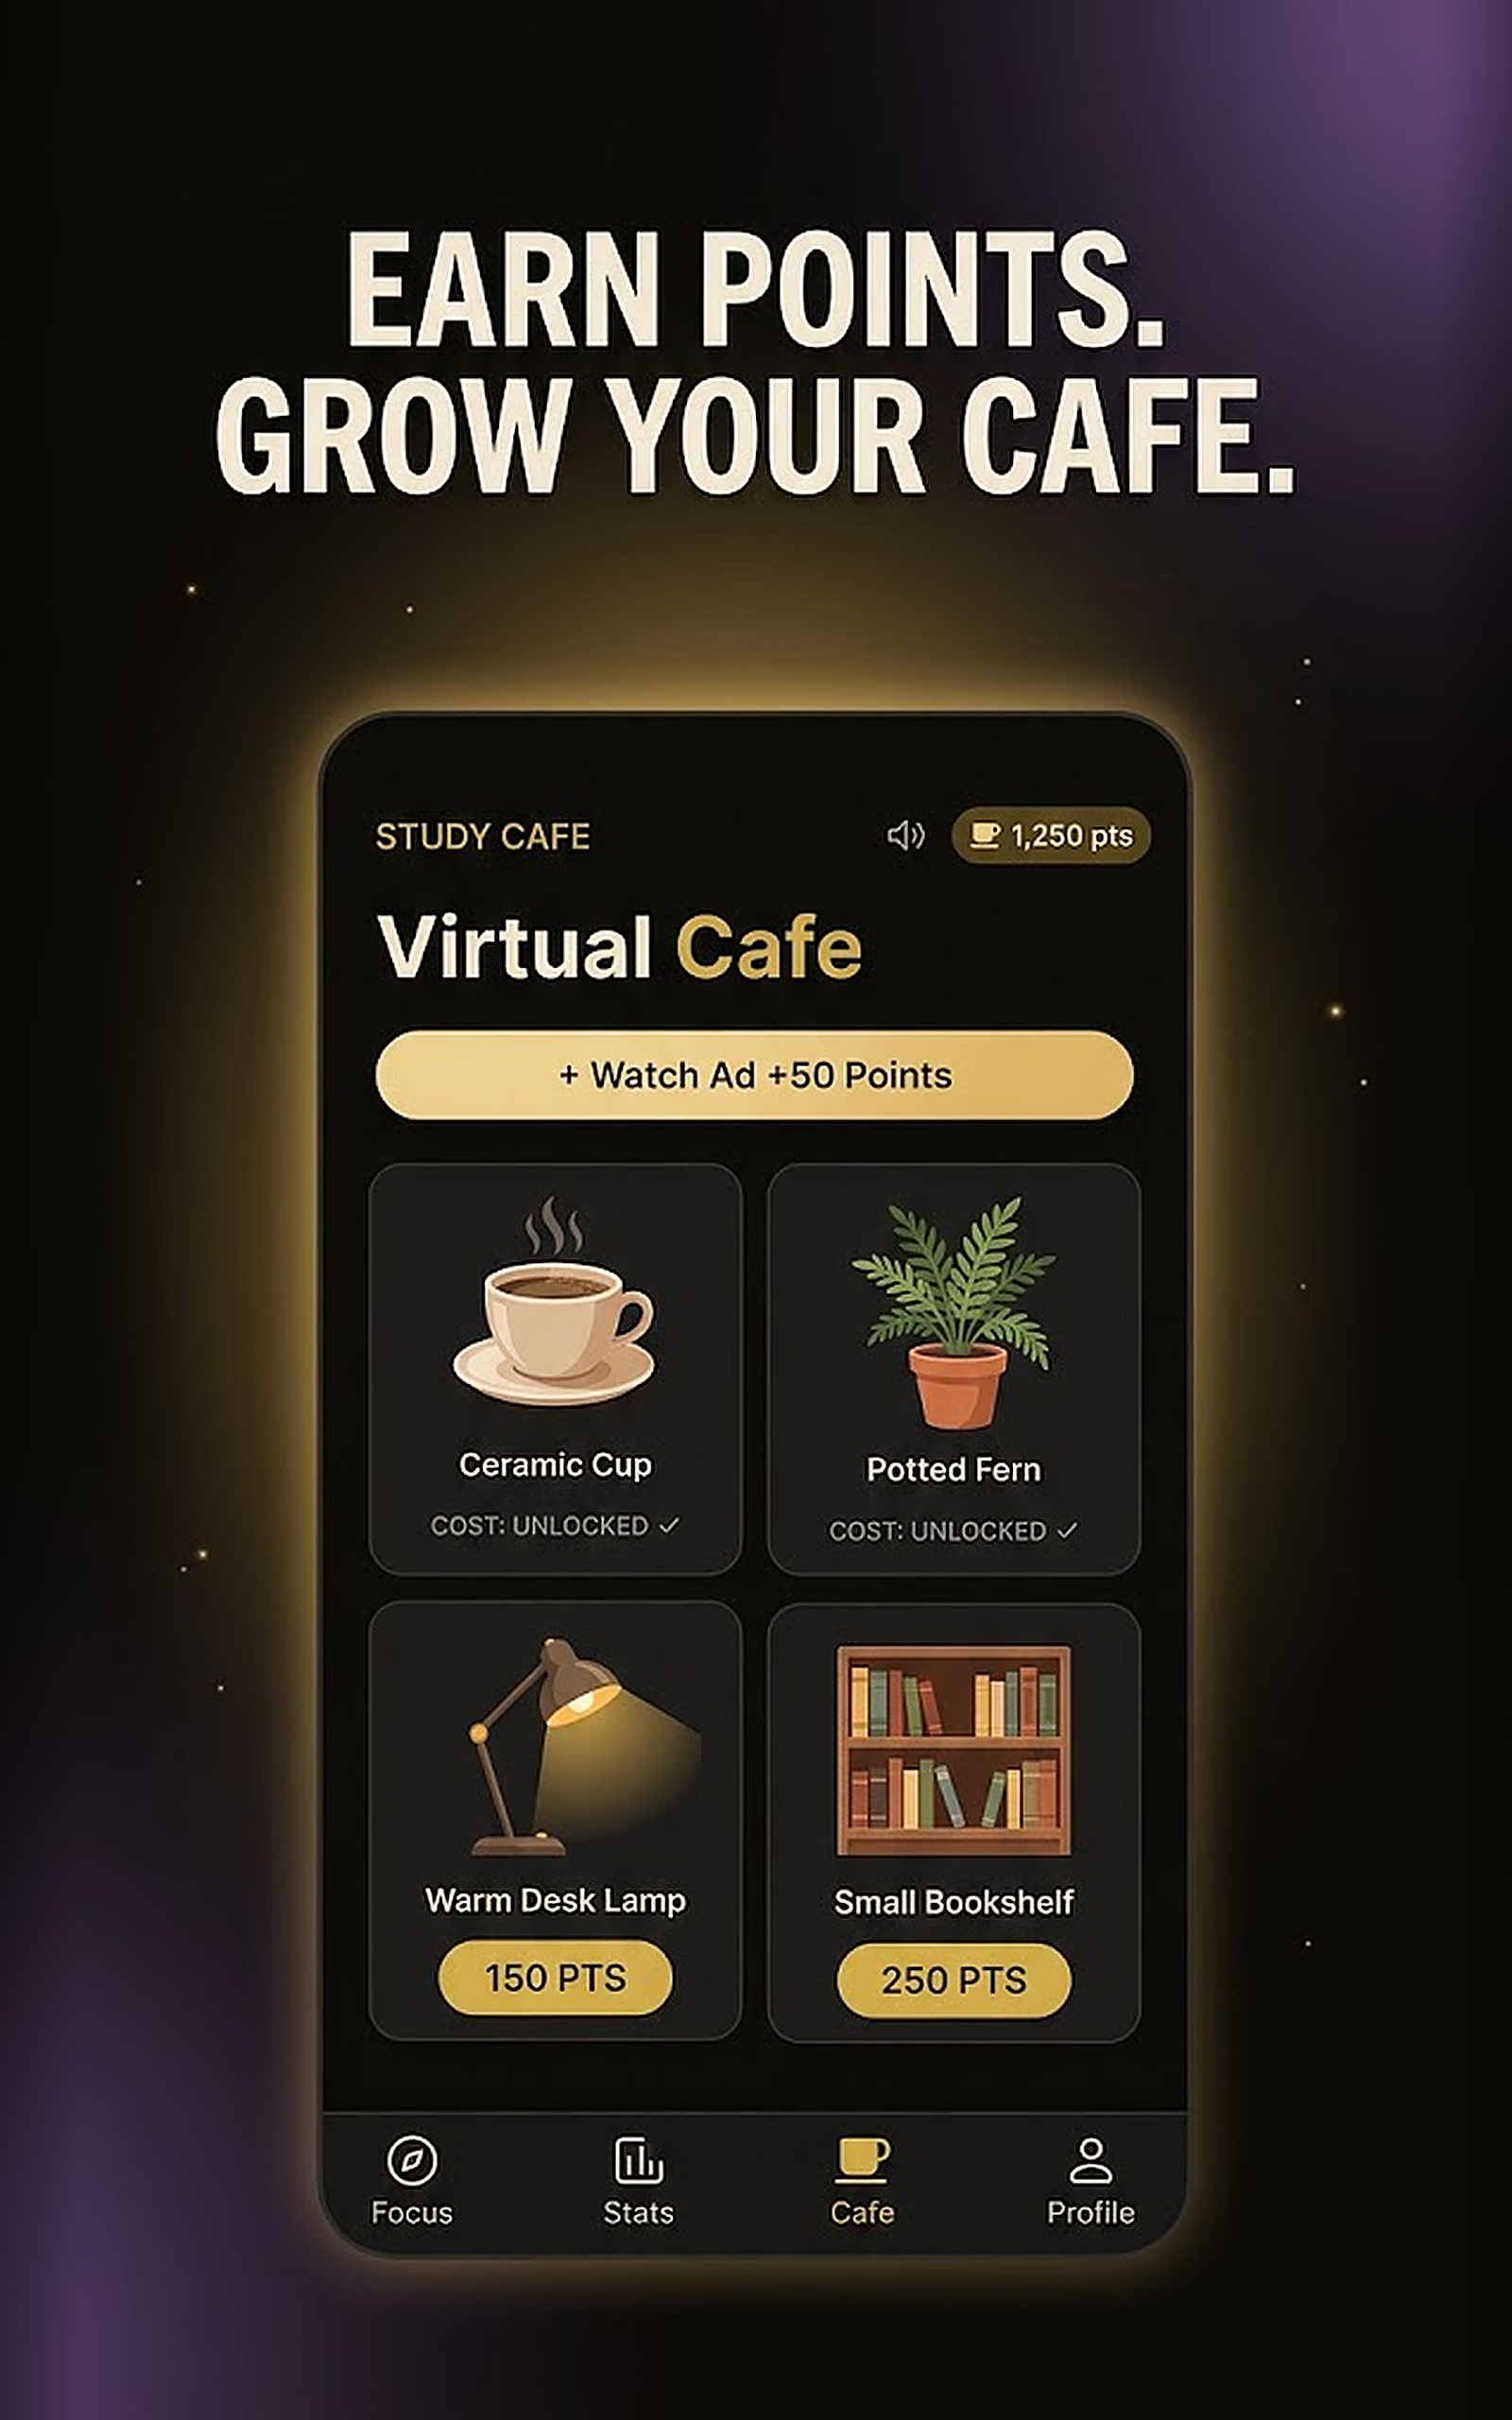 EARN POINTS.
GROW YOUR CAFE.
STUDY CAFE
1,250 pts
Virtual Cafe
+ Watch Ad +50 Points
Ceramic Cup
COST: UNLOCKED ✓
Potted Fern
COST: UNLOCKED ✓
Warm Desk Lamp
150 PTS
Small Bookshelf
250 PTS
Focus
Stats
Cafe
Profile